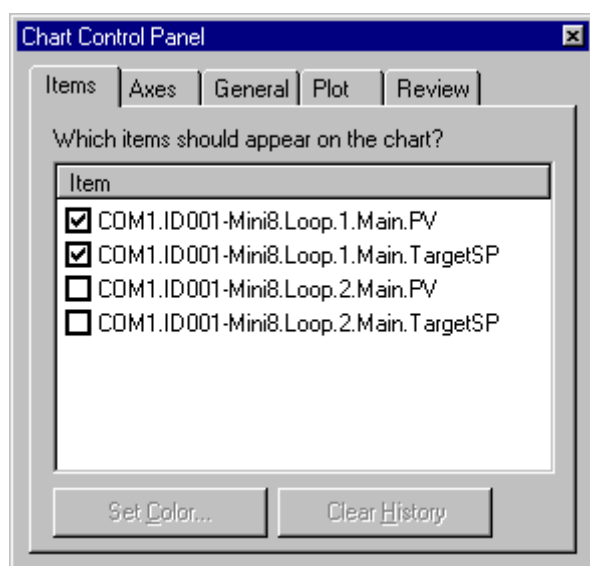 Chart Control Panel
Items Axes General Plot Review
Which items should appear on the chart?
Item
COM1.ID001-Mini8.Loop.1.Main.PV
COM1.ID001-Mini8.Loop.1.Main.TargetSP
COM1.ID001-Mini8.Loop.2.Main.PV
COM1.ID001-Mini8.Loop.2.Main.TargetSP
Set Color... Clear History